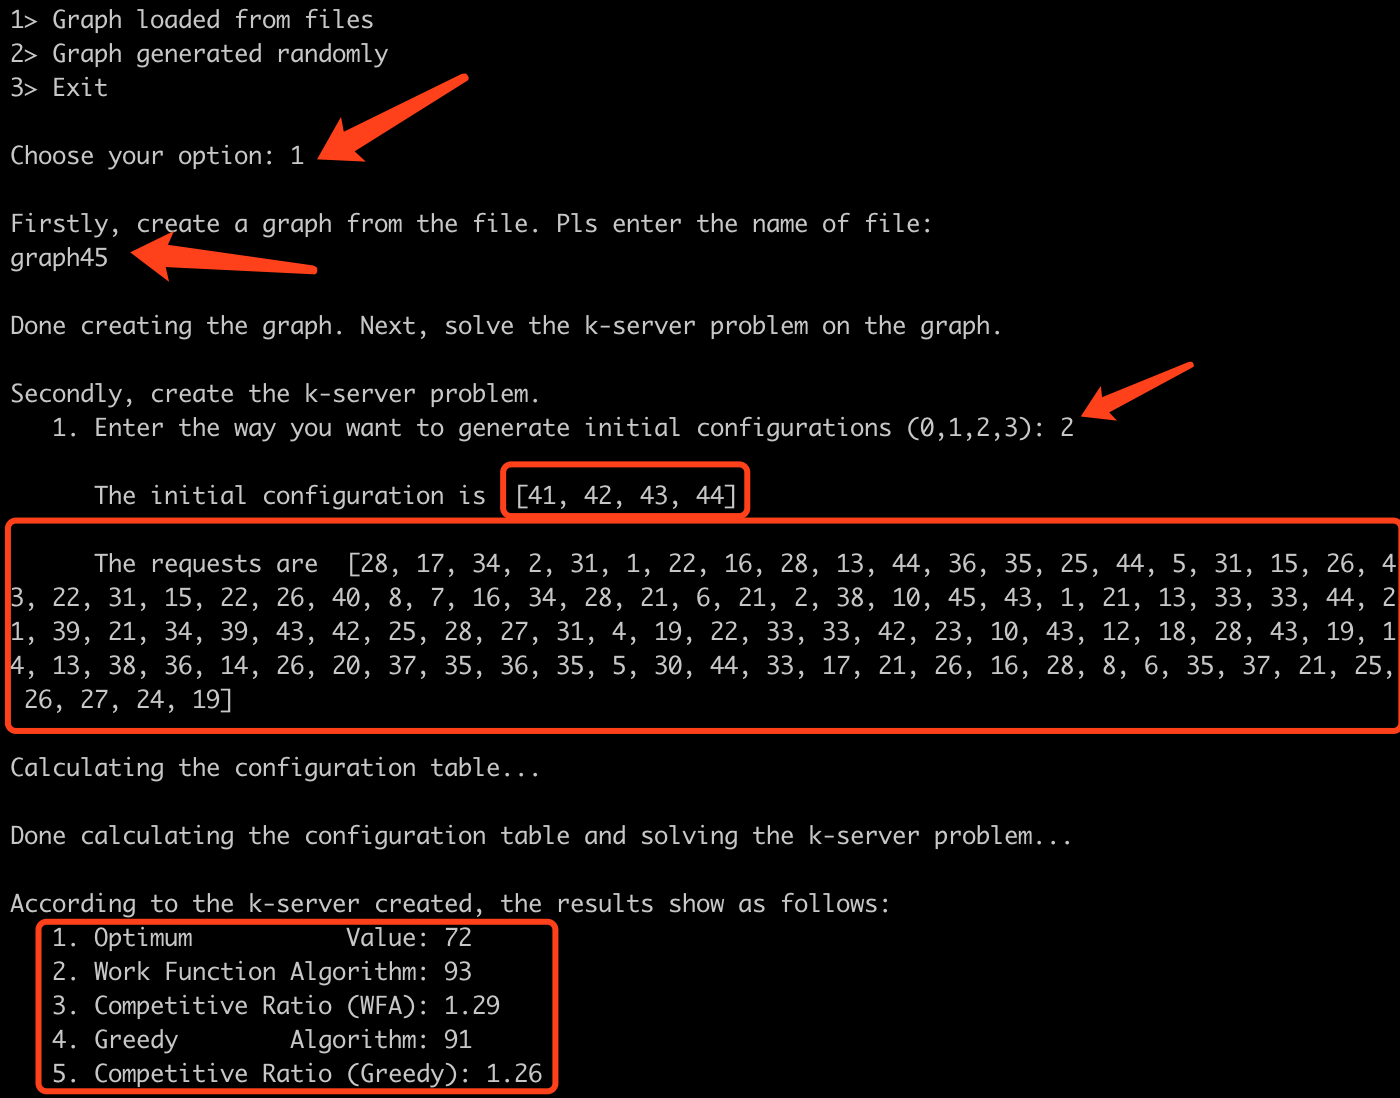 1> Graph loaded from files
2> Graph generated randomly
3> Exit
Choose your option: 1
Firstly, create a graph from the file. Pls enter the name of file:
graph45
Done creating the graph. Next, solve the k-server problem on the graph.
Secondly, create the k-server problem.
1. Enter the way you want to generate initial configurations (0,1,2,3): 2
The initial configuration is [41, 42, 43, 44]
The requests are [28, 17, 34, 2, 31, 1, 22, 16, 28, 13, 44, 36, 35, 25, 44, 5, 31, 15, 26, 4
3, 22, 31, 15, 22, 26, 40, 8, 7, 16, 34, 28, 21, 6, 21, 2, 38, 10, 45, 43, 1, 21, 13, 33, 33, 44, 2
1, 39, 21, 34, 39, 43, 42, 25, 28, 27, 31, 4, 19, 22, 33, 33, 42, 23, 10, 43, 12, 18, 28, 43, 19, 1
4, 13, 38, 36, 14, 26, 20, 37, 35, 36, 35, 5, 30, 44, 33, 17, 21, 26, 16, 28, 8, 6, 35, 37, 21, 25,
26, 27, 24, 19]
Calculating the configuration table...
Done calculating the configuration table and solving the k-server problem...
According to the k-server created, the results show as follows:
1. Optimum Value: 72
2. Work Function Algorithm: 93
3. Competitive Ratio (WFA): 1.29
4. Greedy Algorithm: 91
5. Competitive Ratio (Greedy): 1.26